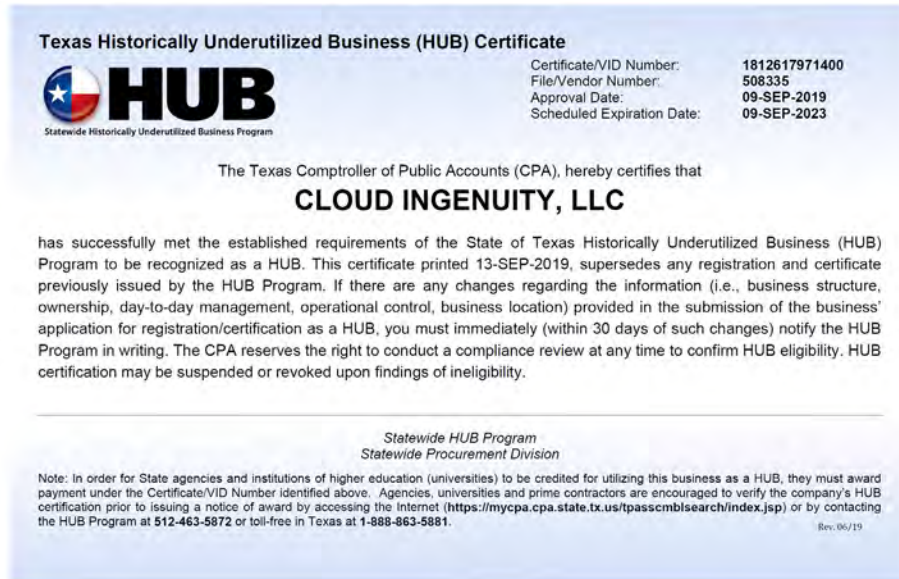 Texas Historically Underutilized Business (HUB) Certificate
HUB
Statewide Historically Underutilized Business Program
Certificate/VID Number: 1812617971400
File/Vendor Number: 508335
Approval Date: 09-SEP-2019
Scheduled Expiration Date: 09-SEP-2023
The Texas Comptroller of Public Accounts (CPA), hereby certifies that
CLOUD INGENUITY, LLC
has successfully met the established requirements of the State of Texas Historically Underutilized Business (HUB)
Program to be recognized as a HUB. This certificate printed 13-SEP-2019, supersedes any registration and certificate
previously issued by the HUB Program. If there are any changes regarding the information (i.e., business structure,
ownership, day-to-day management, operational control, business location) provided in the submission of the business'
application for registration/certification as a HUB, you must immediately (within 30 days of such changes) notify the HUB
Program in writing. The CPA reserves the right to conduct a compliance review at any time to confirm HUB eligibility. HUB
certification may be suspended or revoked upon findings of ineligibility.
Statewide HUB Program
Statewide Procurement Division
Note: In order for State agencies and institutions of higher education (universities) to be credited for utilizing this business as a HUB, they must award
payment under the Certificate/VID Number identified above. Agencies, universities and prime contractors are encouraged to verify the company's HUB
certification prior to issuing a notice of award by accessing the Internet (https://mycpa.cpa.state.tx.us/tpasscmblsearch/index.jsp) or by contacting
the HUB Program at 512-463-5872 or toll-free in Texas at 1-888-863-5881.
Rev. 06/19